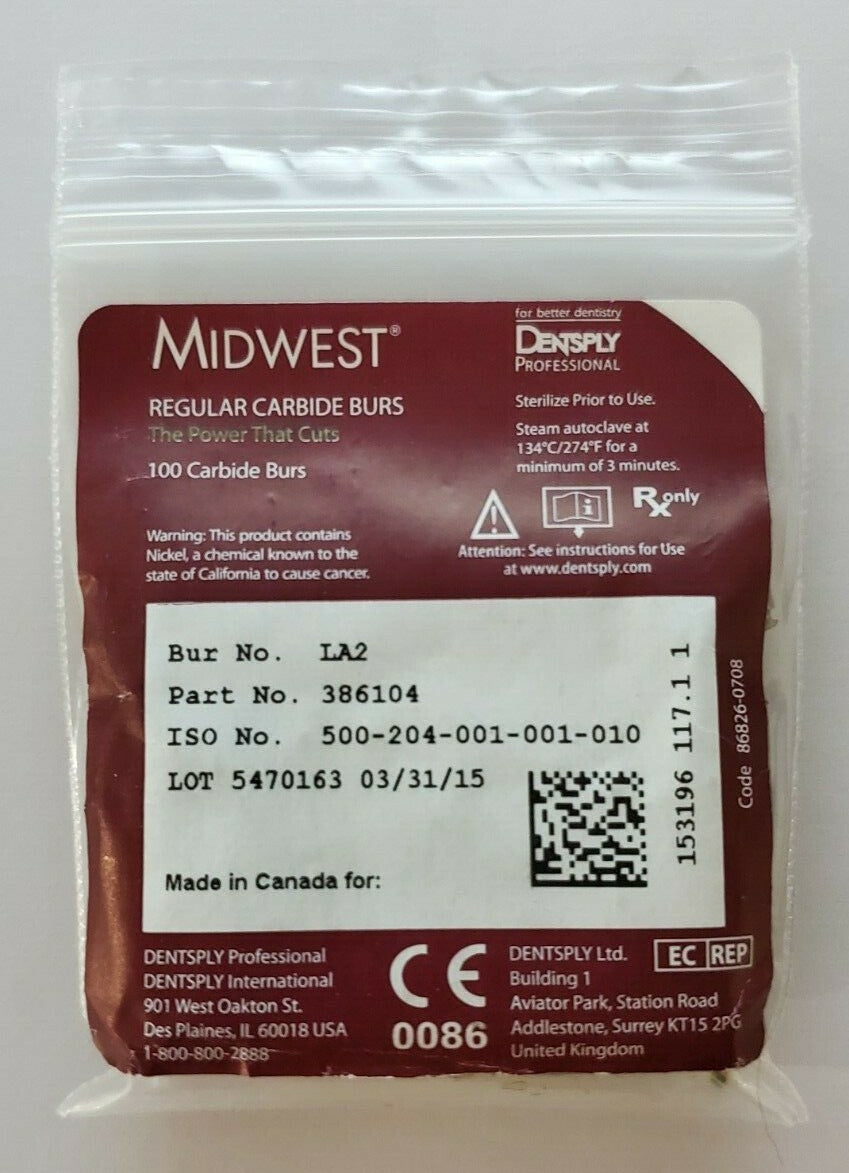 MIDWEST®
REGULAR CARBIDE BURS
The Power That Cuts
100 Carbide Burs
Warning: This product contains
Nickel, a chemical known to the
state of California to cause cancer.
for better dentistry
DENTSPLY
PROFESSIONAL
Sterilize Prior to Use.
Steam autoclave at
134°C/274°F for a
minimum of 3 minutes.
Rx only
Attention: See instructions for Use
at www.dentsply.com
Bur No. LA2
Part No. 386104
ISO No. 500-204-001-001-010
LOT 5470163 03/31/15
Made in Canada for:
153196 117.1 1
Code 86826-0708
DENTSPLY Professional
DENTSPLY International
901 West Oakton St.
Des Plaines, IL 60018 USA
1-800-800-2888
CE
0086
DENTSPLY Ltd.
Building 1
Aviator Park, Station Road
Addlestone, Surrey KT15 2PG
United Kingdom
EC REP